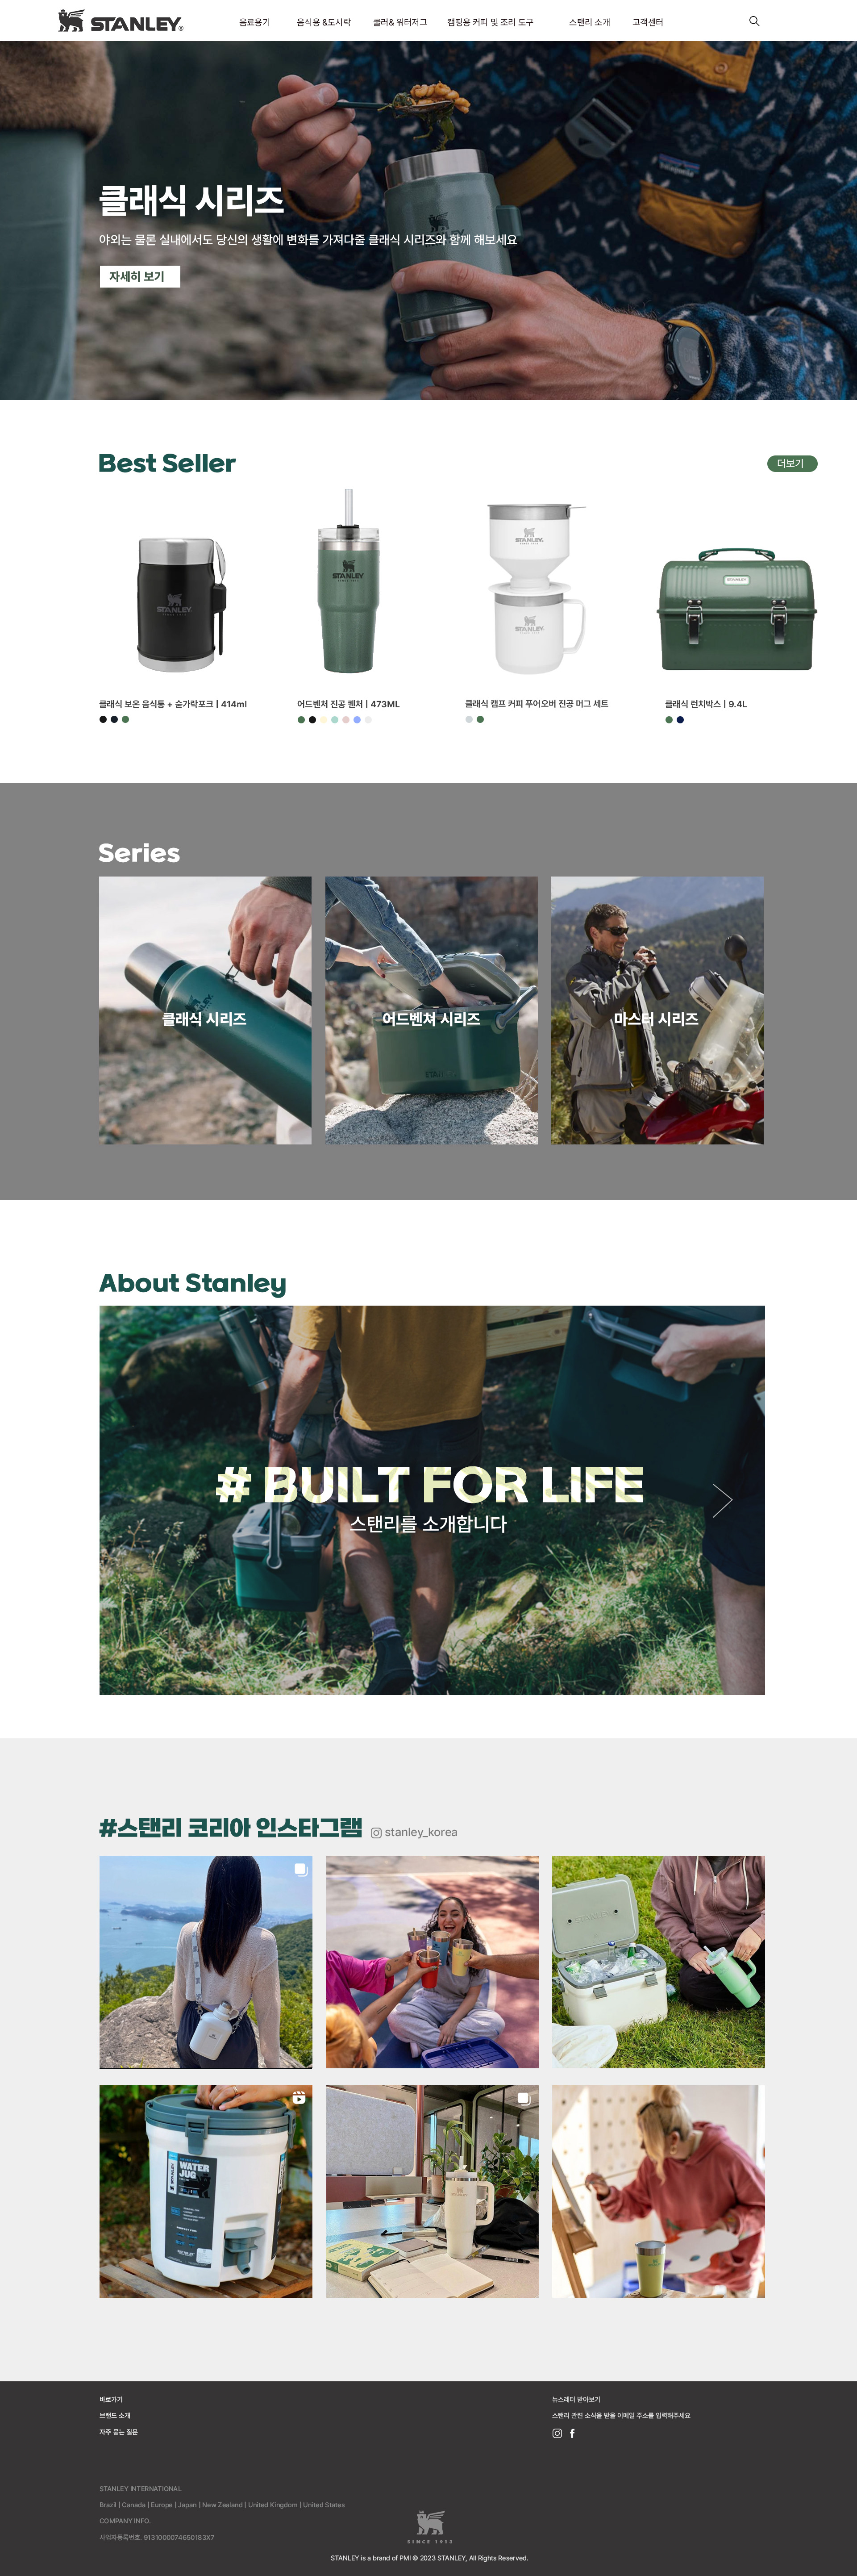 STANLEY®
음료용기
음식용 &도시락
쿨러& 워터저그
캠핑용 커피 및 조리 도구
스탠리 소개
고객센터
클래식 시리즈
야외는 물론 실내에서도 당신의 생활에 변화를 가져다줄 클래식 시리즈와 함께 해보세요
자세히 보기
Best Seller
더보기
STANLEY
STANLEY
STANLEY
STANLEY
STANLEY
클래식 보온 음식통 + 숟가락포크 | 414ml
어드벤처 진공 퀜처 | 473ML
클래식 캠프 커피 푸어오버 진공 머그 세트
클래식 런치박스 | 9.4L
Series
클래식 시리즈
어드벤쳐 시리즈
마스터 시리즈
About Stanley
# BUILT FOR LIFE
스탠리를 소개합니다
#스탠리 코리아 인스타그램
stanley_korea
WATER
JUG
바로가기
브랜드 소개
자주 묻는 질문
뉴스레터 받아보기
스탠리 관련 소식을 받을 이메일 주소를 입력해주세요
STANLEY INTERNATIONAL
Brazil | Canada | Europe | Japan | New Zealand | United Kingdom | United States
COMPANY INFO.
사업자등록번호. 9131000074650183X7
SINCE 1913
STANLEY is a brand of PMI © 2023 STANLEY, All Rights Reserved.